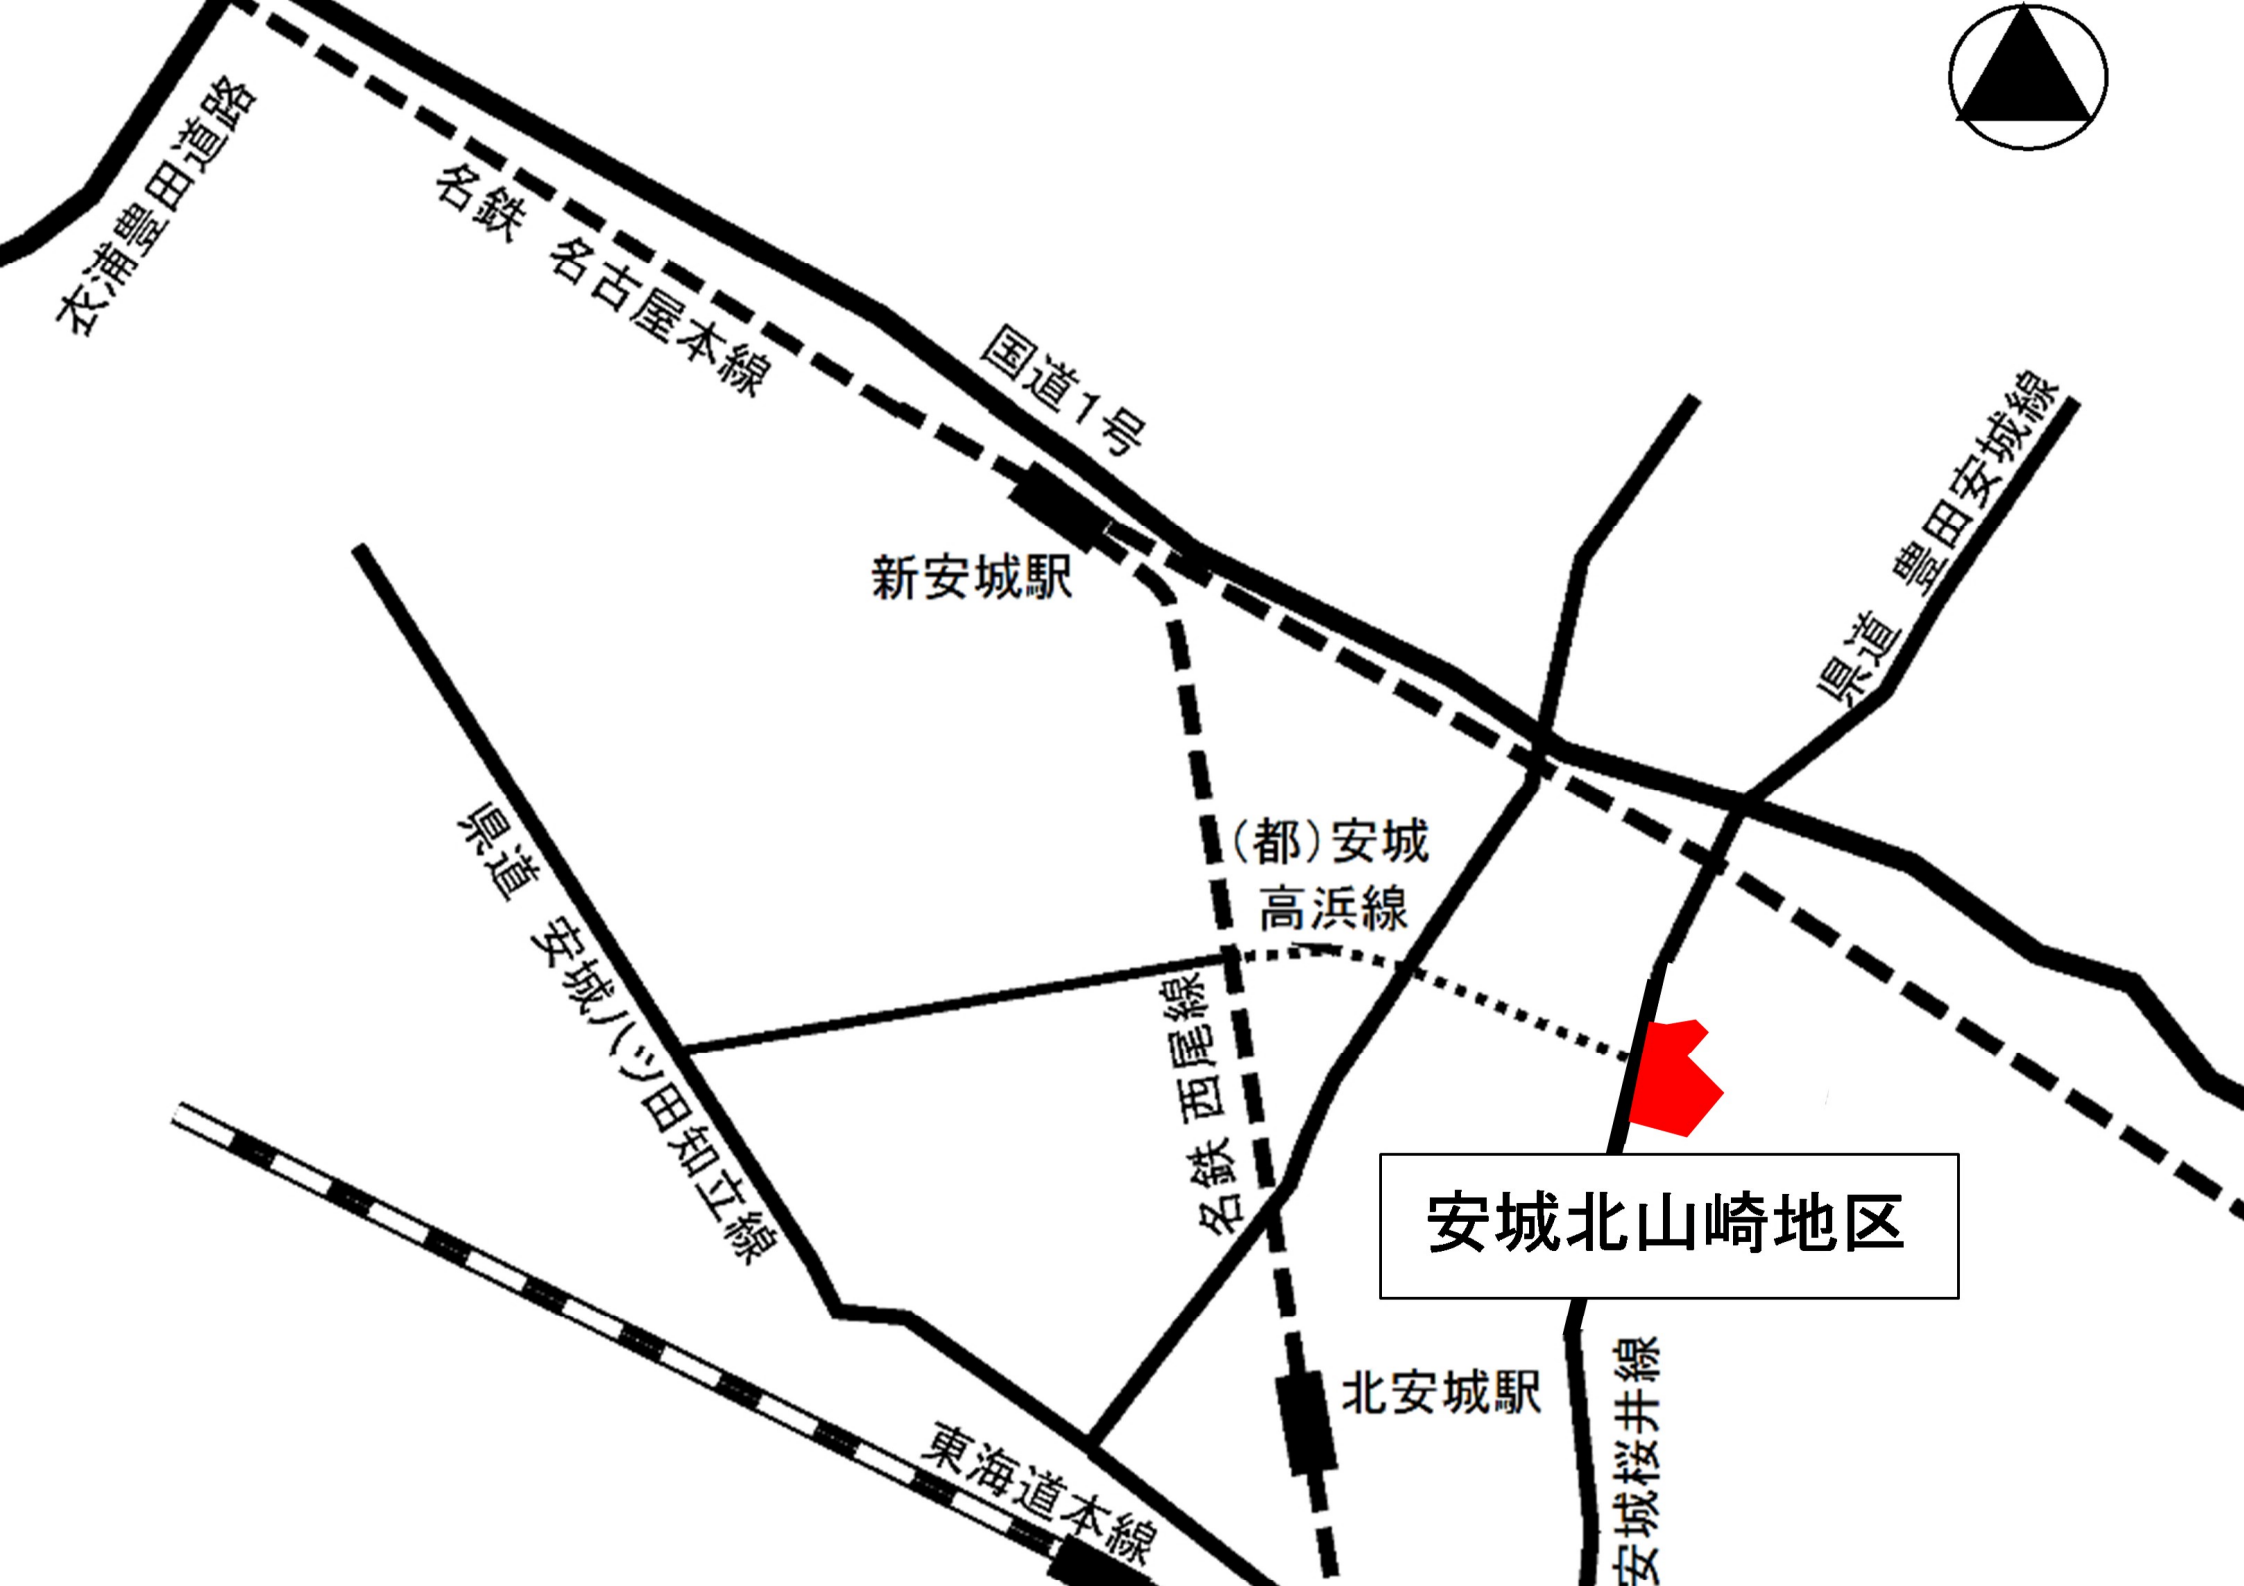 衣浦豊田道路
名鉄 名古屋本線
国道1号
県道 豊田安城線
新安城駅
(都)安城
高浜線
県道 安城八ツ田知立線
名鉄 西尾線
安城北山崎地区
北安城駅
安城桜井線
東海道本線